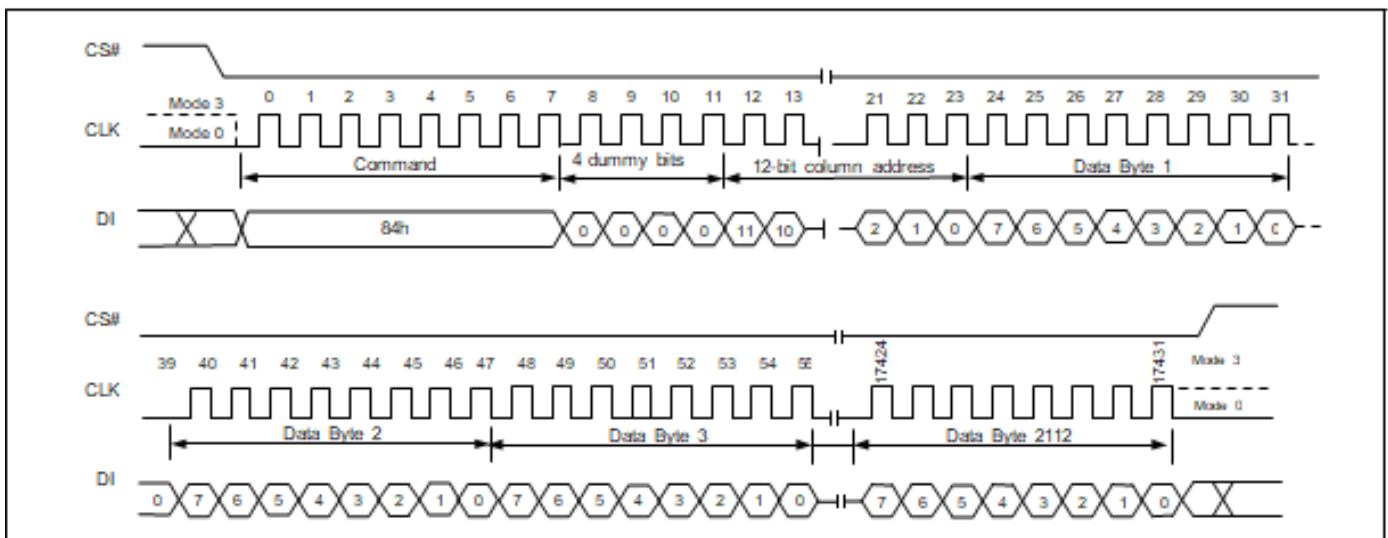 CS#
Mode 3 0 1 2 3 4 5 6 7 8 9 10 11 12 13 21 22 23 24 25 26 27 28 29 30 31
CLK Mode 0
Command 4 dummy bits 12-bit column address Data Byte 1
DI 84h 0 0 0 0 11 10 2 1 0 7 6 5 4 3 2 1 0
CS#
39 40 41 42 43 44 45 46 47 48 49 50 51 52 53 54 17424 17431 Mode 3
CLK Mode 0
Data Byte 2 Data Byte 3 Data Byte 2112
DI 0 7 6 5 4 3 2 1 0 7 6 5 4 3 2 1 0 7 6 5 4 3 2 1 0